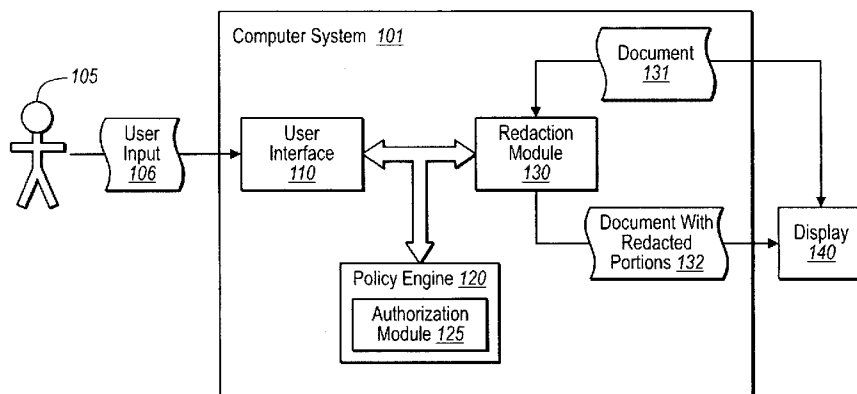 Computer System 101
105
User
Input
106
User
Interface
110
Document
131
Redaction
Module
130
Document With
Redacted
Portions 132
Display
140
Policy Engine 120
Authorization
Module 125